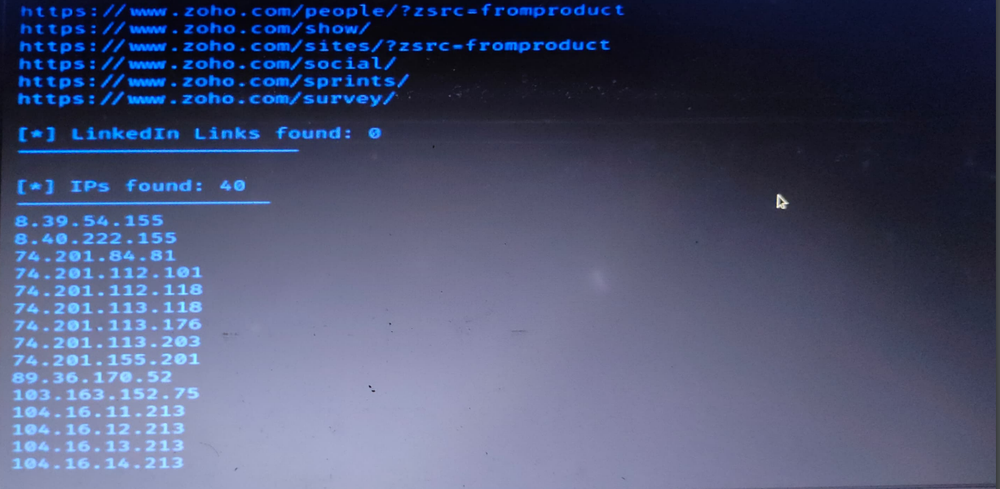 https://www.zoho.com/people/?zsrc=fromproduct
https://www.zoho.com/show/
https://www.zoho.com/sites/?zsrc=fromproduct
https://www.zoho.com/social/
https://www.zoho.com/sprints/
https://www.zoho.com/survey/
[*] LinkedIn Links found: 0
[*] IPs found: 40
8.39.54.155
8.40.222.155
74.201.84.81
74.201.112.101
74.201.112.118
74.201.113.118
74.201.113.176
74.201.113.203
74.201.155.201
89.36.170.52
103.163.152.75
104.16.11.213
104.16.12.213
104.16.13.213
104.16.14.213